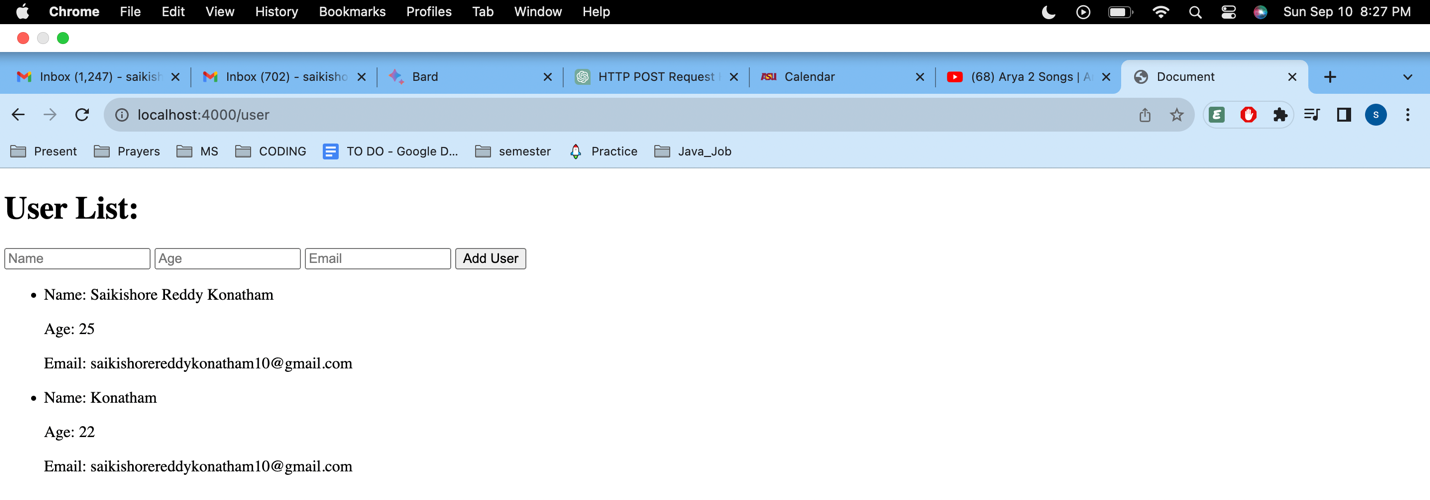 Chrome File Edit View History Bookmarks Profiles Tab Window Help Sun Sep 10 8:27 PM
Inbox (1,247) - saikish Inbox (702) - saikisho Bard HTTP POST Request ASU Calendar (68) Arya 2 Songs | A Document
localhost:4000/user E S
Present Prayers MS CODING TO DO - Google D... semester Practice Java_Job
User List:
Name Age Email Add User
• Name: Saikishore Reddy Konatham
Age: 25
Email: saikishorereddykonatham10@gmail.com
• Name: Konatham
Age: 22
Email: saikishorereddykonatham10@gmail.com